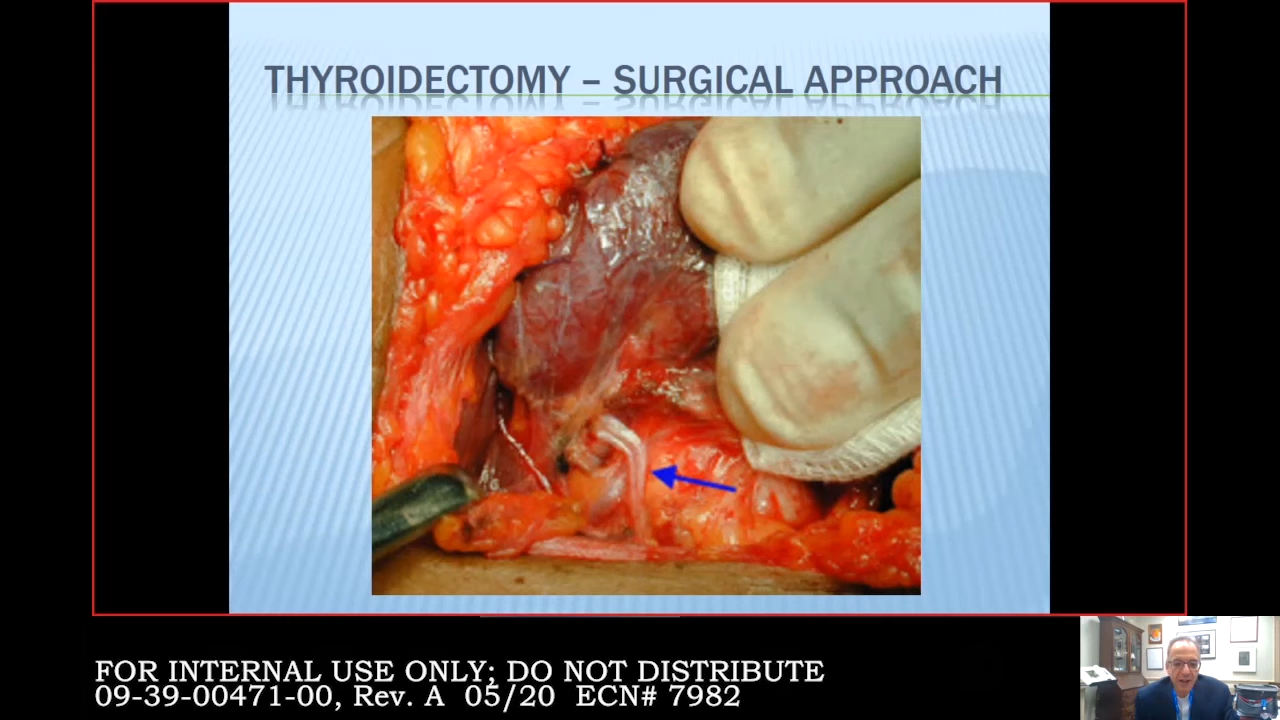 THYROIDECTOMY – SURGICAL APPROACH
FOR INTERNAL USE ONLY; DO NOT DISTRIBUTE
09-39-00471-00, Rev. A 05/20 ECN# 7982